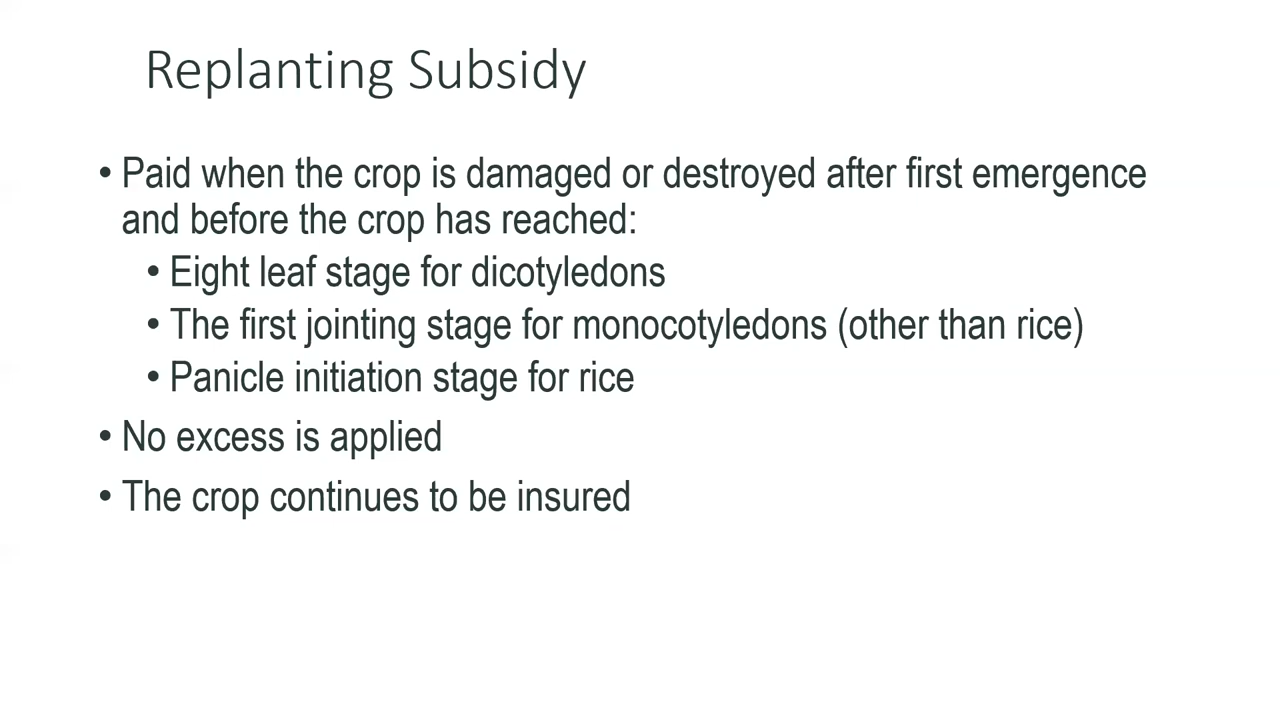 Replanting Subsidy
• Paid when the crop is damaged or destroyed after first emergence
and before the crop has reached:
• Eight leaf stage for dicotyledons
• The first jointing stage for monocotyledons (other than rice)
• Panicle initiation stage for rice
• No excess is applied
• The crop continues to be insured